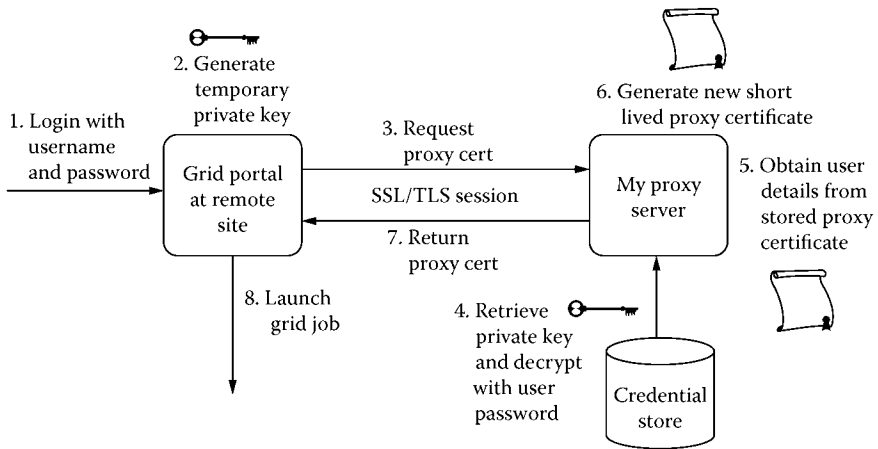 1. Login with
username
and password
2. Generate
temporary
private key
Grid portal
at remote
site
3. Request
proxy cert
SSL/TLS session
7. Return
proxy cert
8. Launch
grid job
6. Generate new short
lived proxy certificate
My proxy
server
5. Obtain user
details from
stored proxy
certificate
4. Retrieve
private key
and decrypt
with user
password
Credential
store